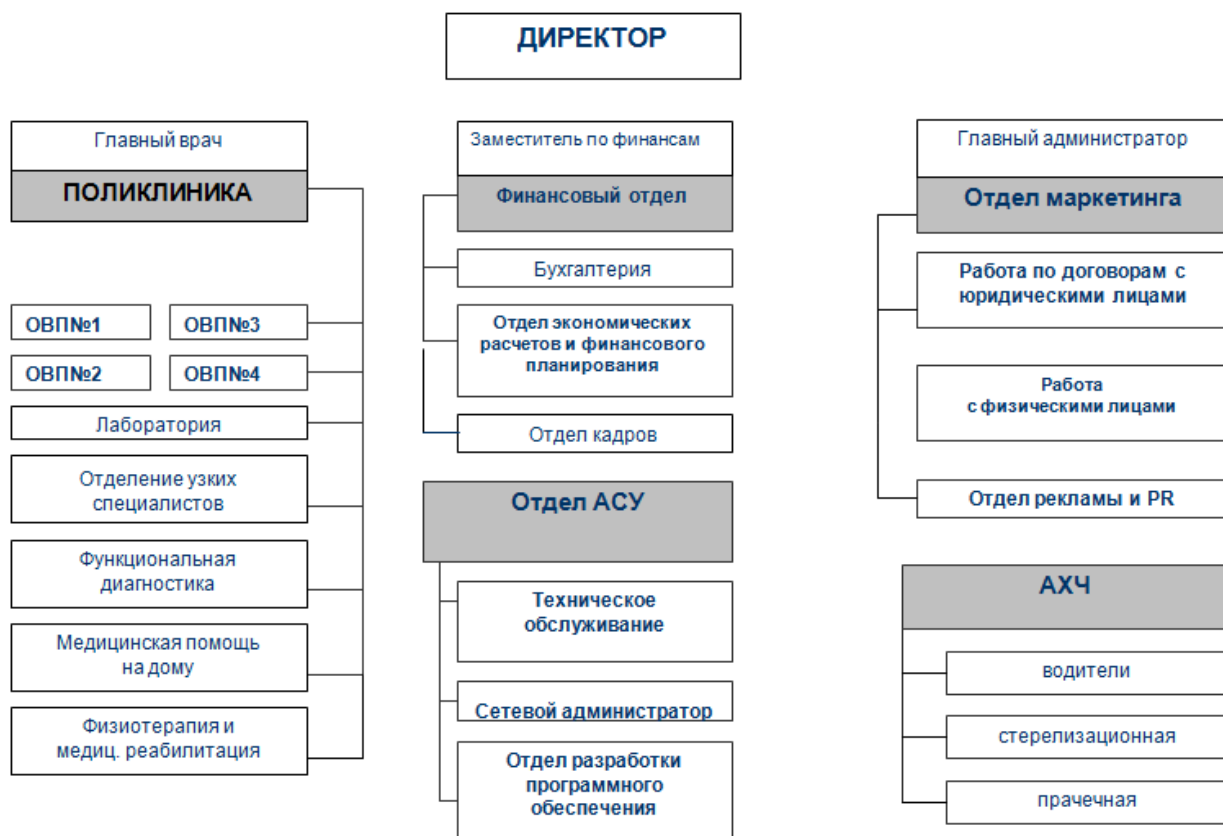 ДИРЕКТОР
Главный врач
ПОЛИКЛИНИКА
ОВП№1
ОВП№3
ОВП№2
ОВП№4
Лаборатория
Отделение узких
специалистов
Функциональная
диагностика
Медицинская помощь
на дому
Физиотерапия и
медиц. реабилитация
Заместитель по финансам
Финансовый отдел
Бухгалтерия
Отдел экономических
расчетов и финансового
планирования
Отдел кадров
Отдел АСУ
Техническое
обслуживание
Сетевой администратор
Отдел разработки
программного
обеспечения
Главный администратор
Отдел маркетинга
Работа по договорам с
юридическими лицами
Работа
с физическими лицами
Отдел рекламы и PR
АХЧ
водители
стерелизационная
прачечная